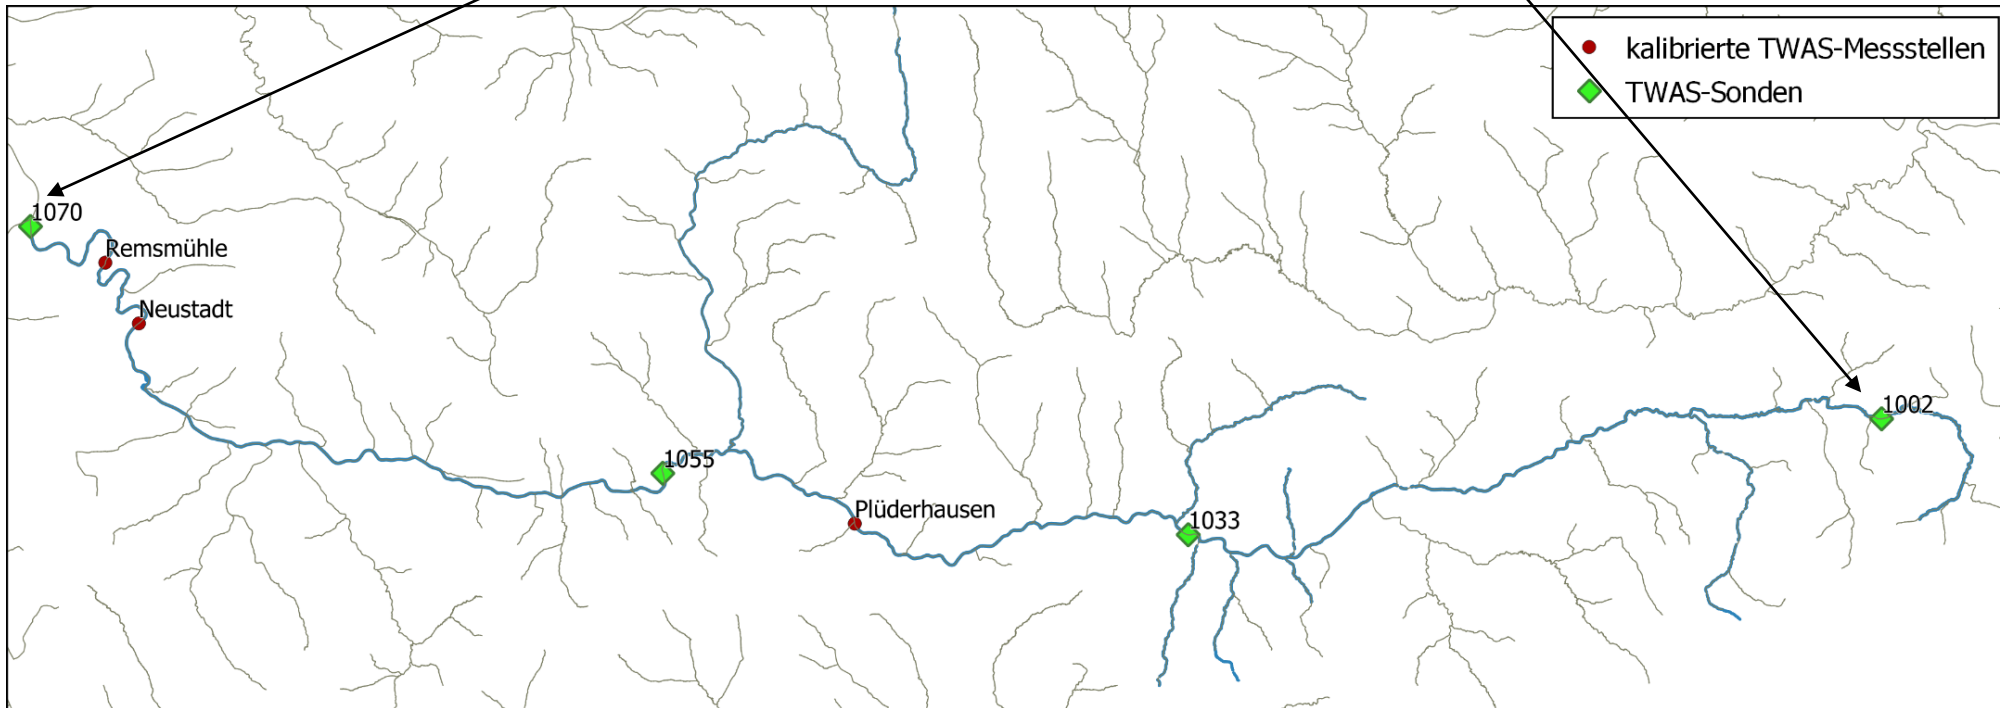 kalibrierte TWAS-Messstellen
TWAS-Sonden
1070
Remsmühle
Neustadt
1002
1055
Plüderhausen
1033